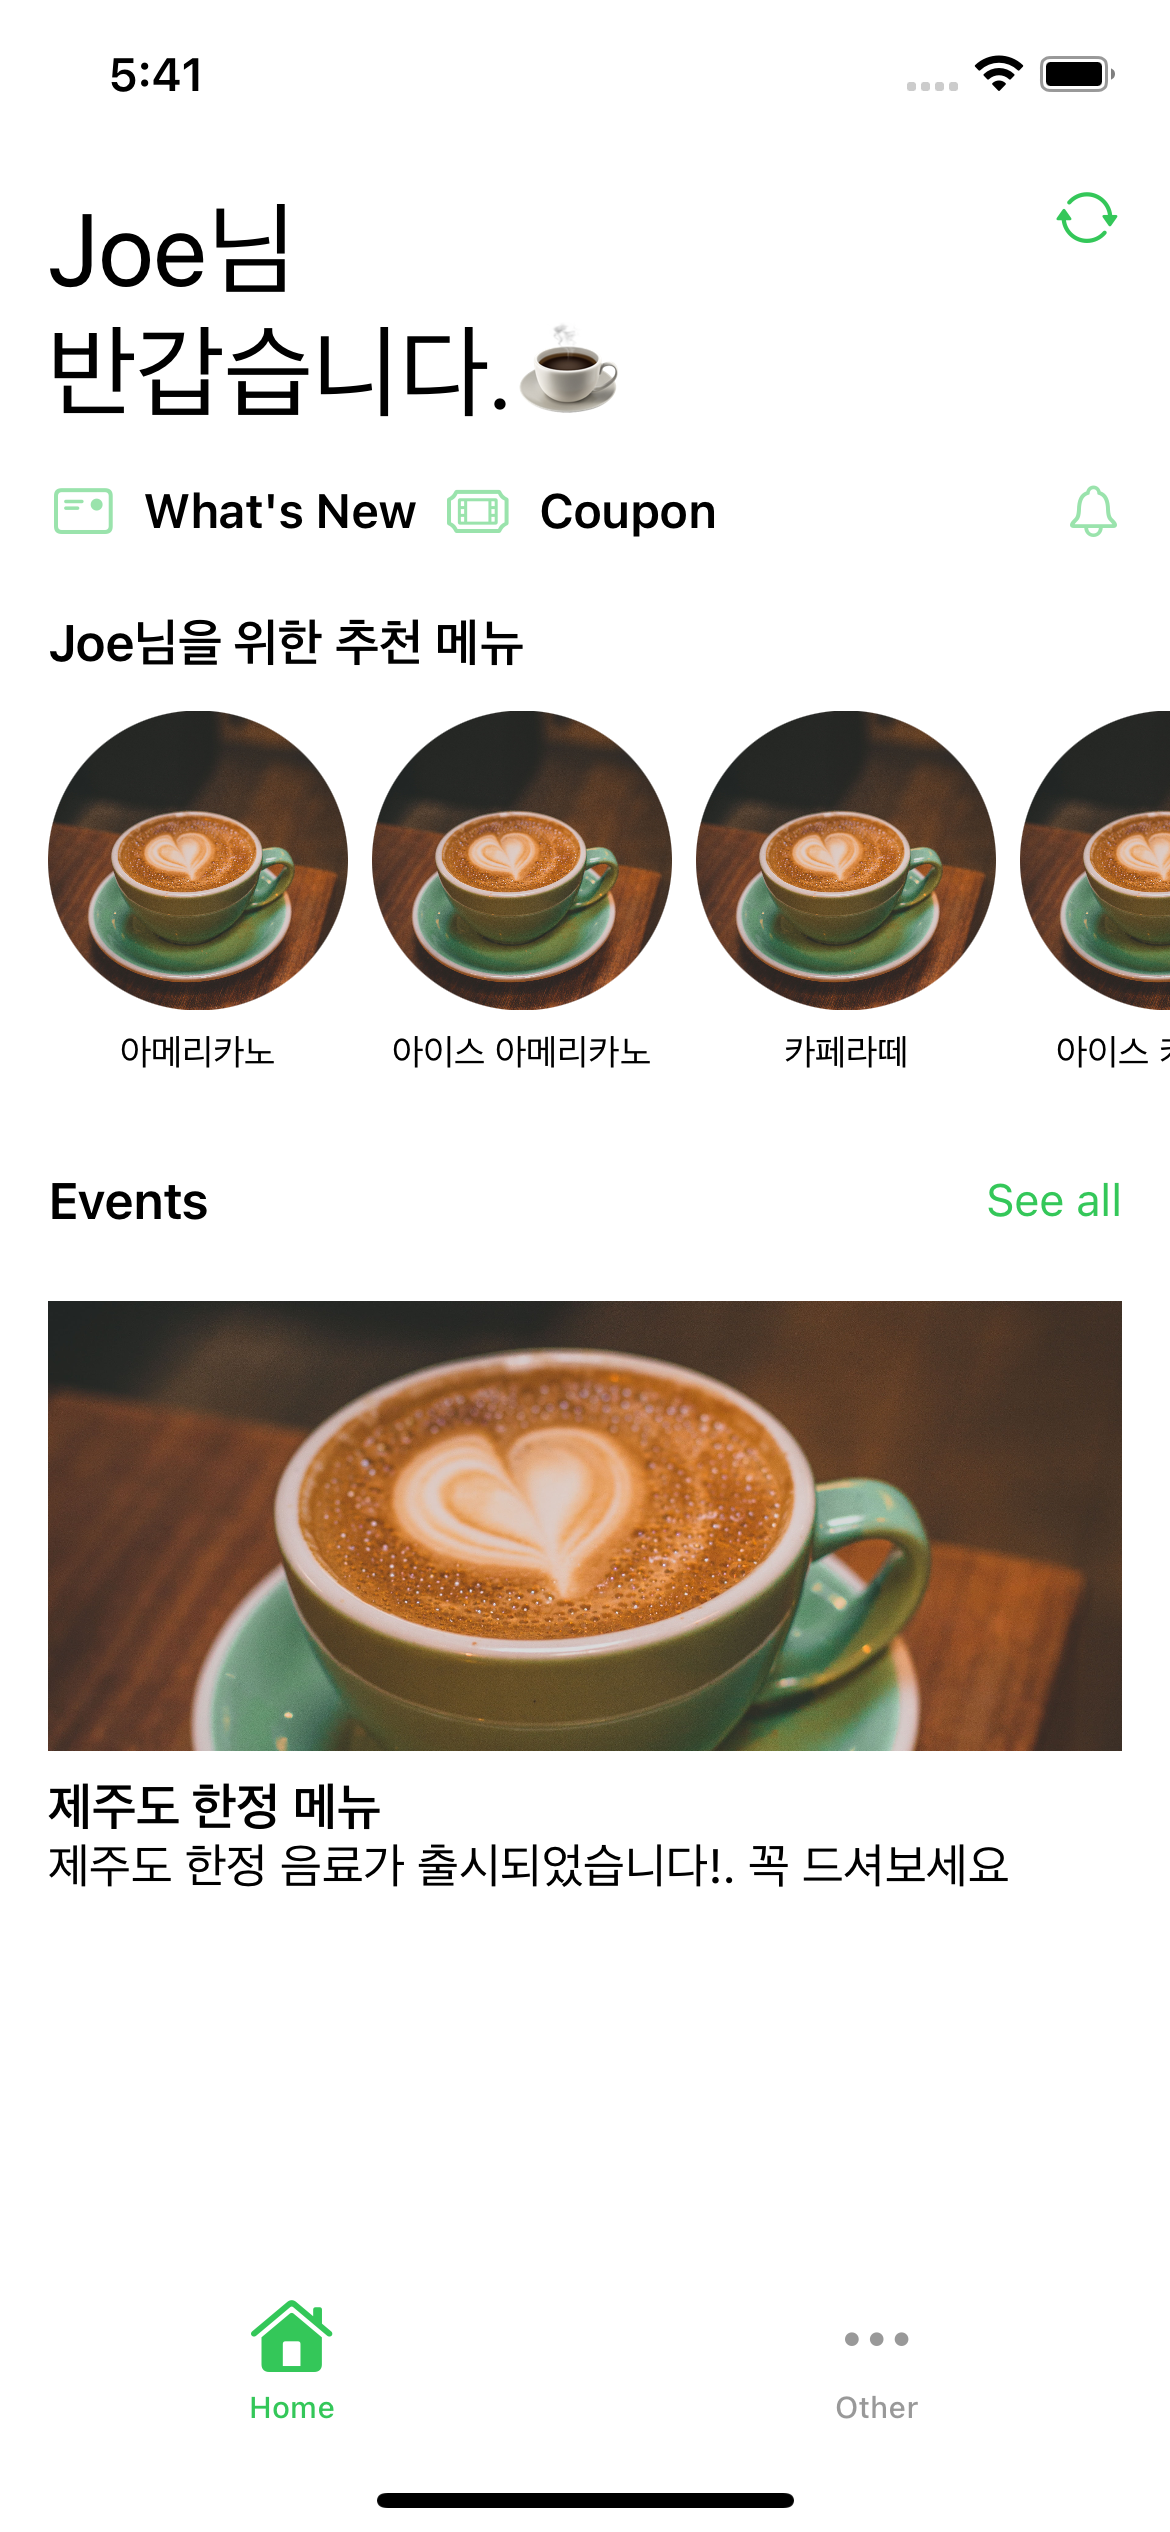 5:41
Joe님
반갑습니다.☕
What's New Coupon
Joe님을 위한 추천 메뉴
아메리카노 아이스 아메리카노 카페라떼 아이스
Events See all
제주도 한정 메뉴
제주도 한정 음료가 출시되었습니다!. 꼭 드셔보세요
Home Other